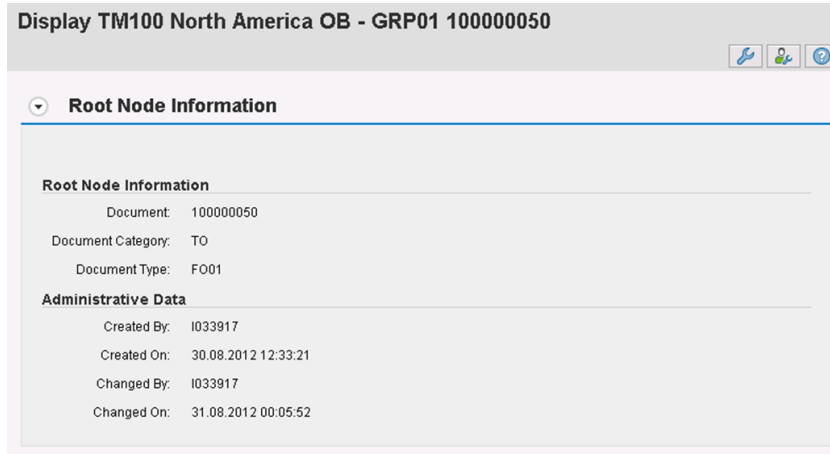 Display TM100 North America OB - GRP01 100000050
Root Node Information
Root Node Information
Document: 100000050
Document Category: TO
Document Type: FO01
Administrative Data
Created By: I033917
Created On: 30.08.2012 12:33:21
Changed By: I033917
Changed On: 31.08.2012 00:05:52